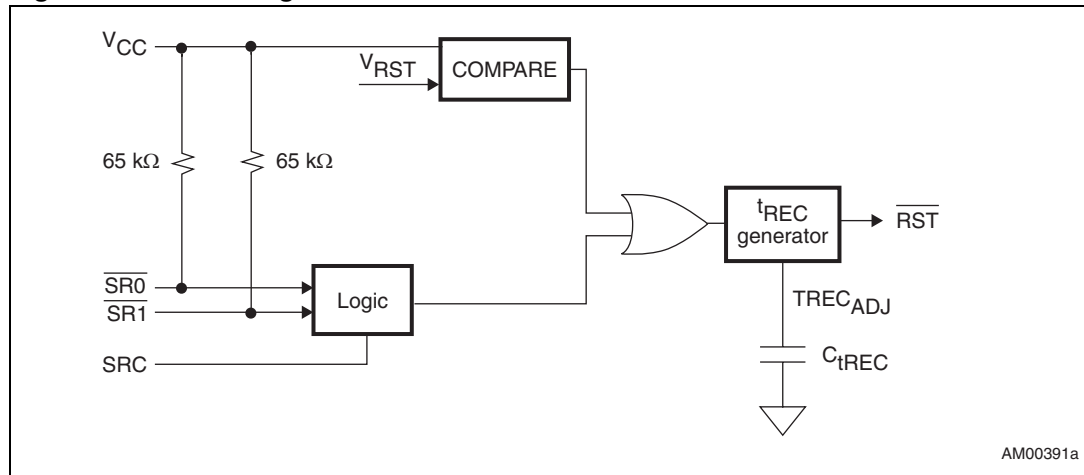 VCC
VRST
COMPARE
65 kΩ
65 kΩ
tREC
generator
RST
SR0
SR1
Logic
TRECADJ
SRC
CtREC
AM00391a